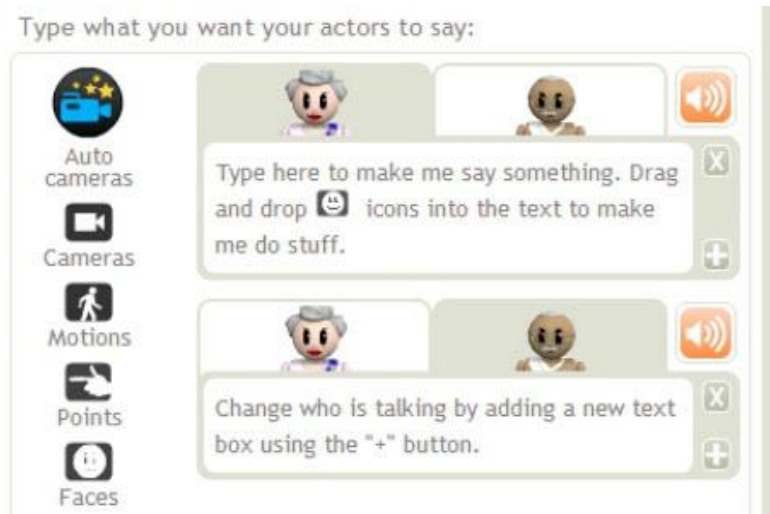 Type what you want your actors to say:
Auto
cameras
Cameras
Motions
Points
Faces
Type here to make me say something. Drag
and drop icons into the text to make
me do stuff.
X
+
Change who is talking by adding a new text
box using the "+" button.
X
+